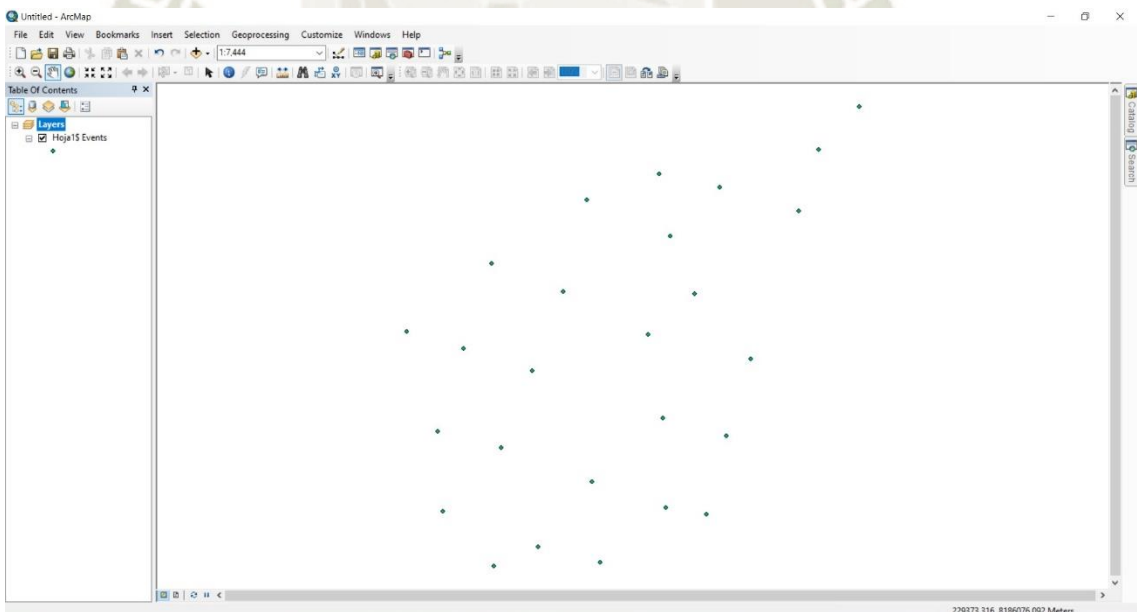 Untitled - ArcMap
File Edit View Bookmarks Insert Selection Geoprocessing Customize Windows Help
1:7,444
Table Of Contents
Layers
Hoja1$ Events
Catalog
Search
229373.316 8186076.092 Meters